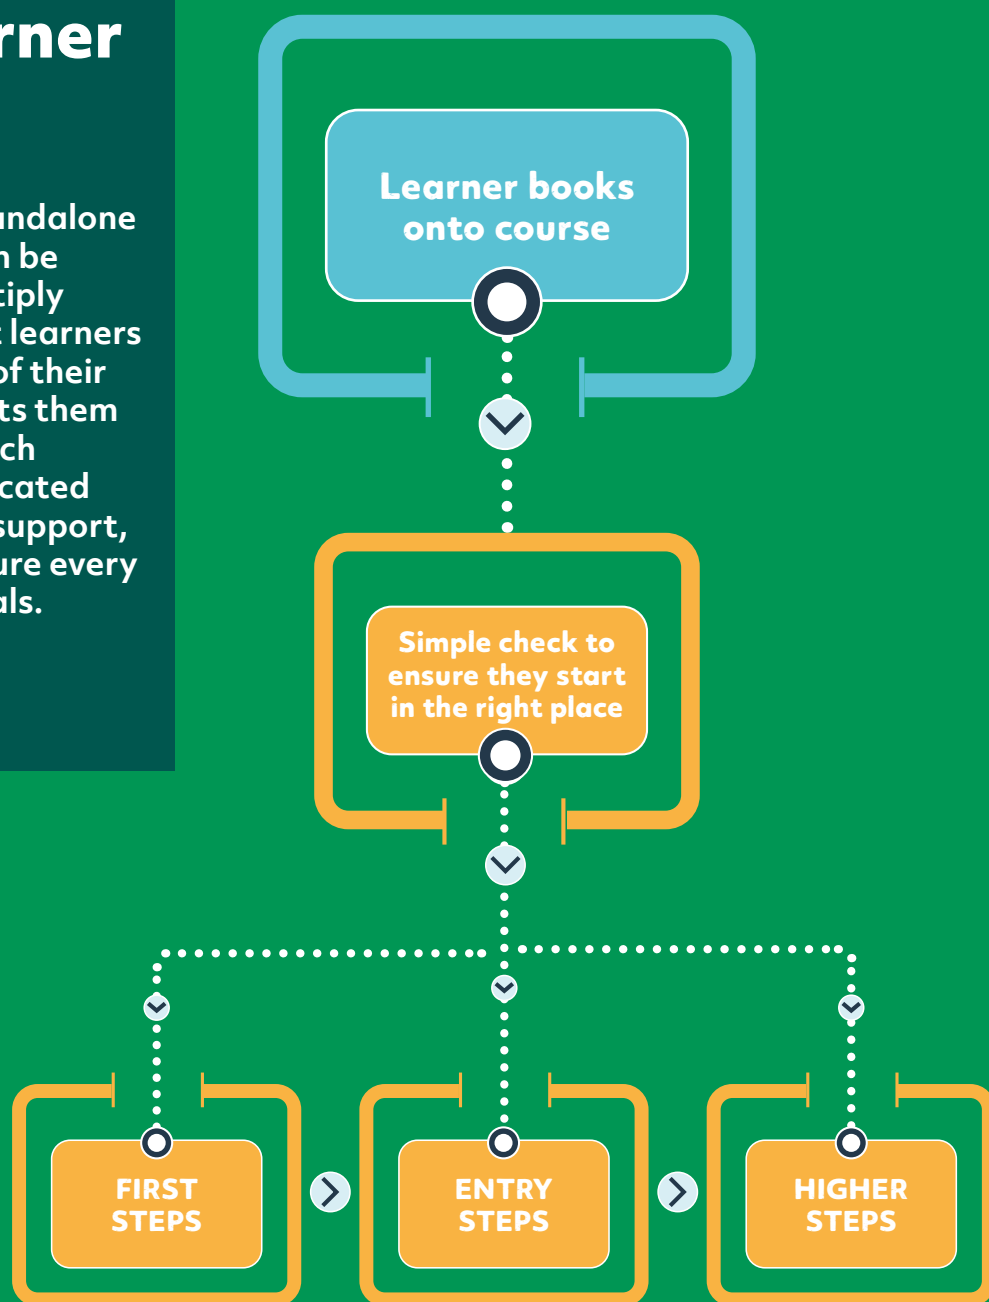 rner
andalone
n be
tiply
learners
of their
ts them
ch
cated
support,
ure every
als.
Learner books
onto course
Simple check to
ensure they start
in the right place
FIRST
STEPS
ENTRY
STEPS
HIGHER
STEPS